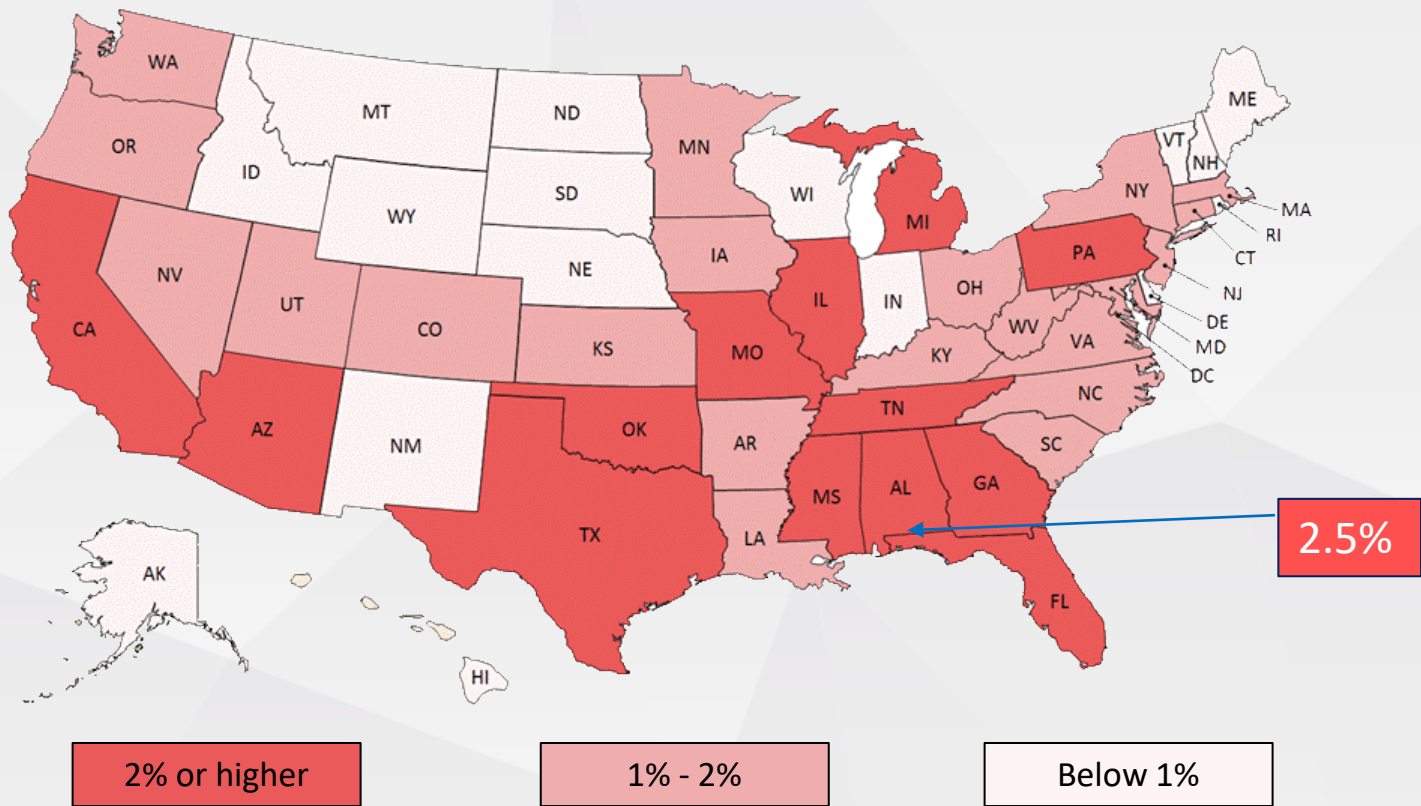 WA
OR
CA
NV
ID
MT
WY
UT
AZ
CO
NM
ND
SD
NE
KS
OK
TX
MN
IA
MO
AR
LA
WI
IL
MI
IN
OH
KY
TN
MS
AL
GA
FL
SC
NC
VA
WV
PA
NY
VT
NH
ME
MA
RI
CT
NJ
DE
MD
DC
AK
HI
2.5%
2% or higher
1% - 2%
Below 1%